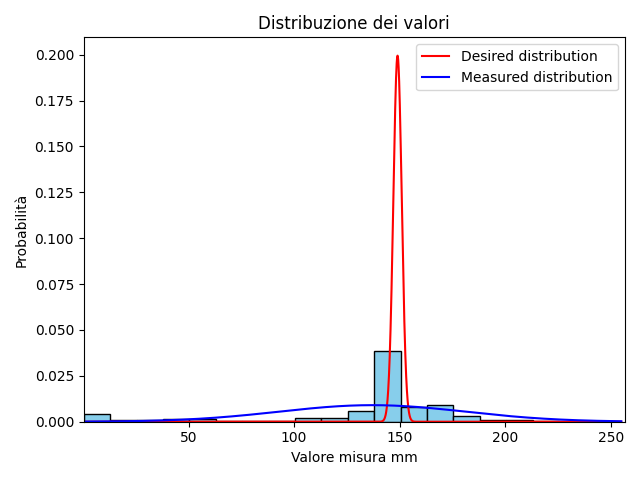 Distribuzione dei valori
Desired distribution
Measured distribution
Probabilità
0.200
0.175
0.150
0.125
0.100
0.075
0.050
0.025
0.000
50
100
150
200
250
Valore misura mm